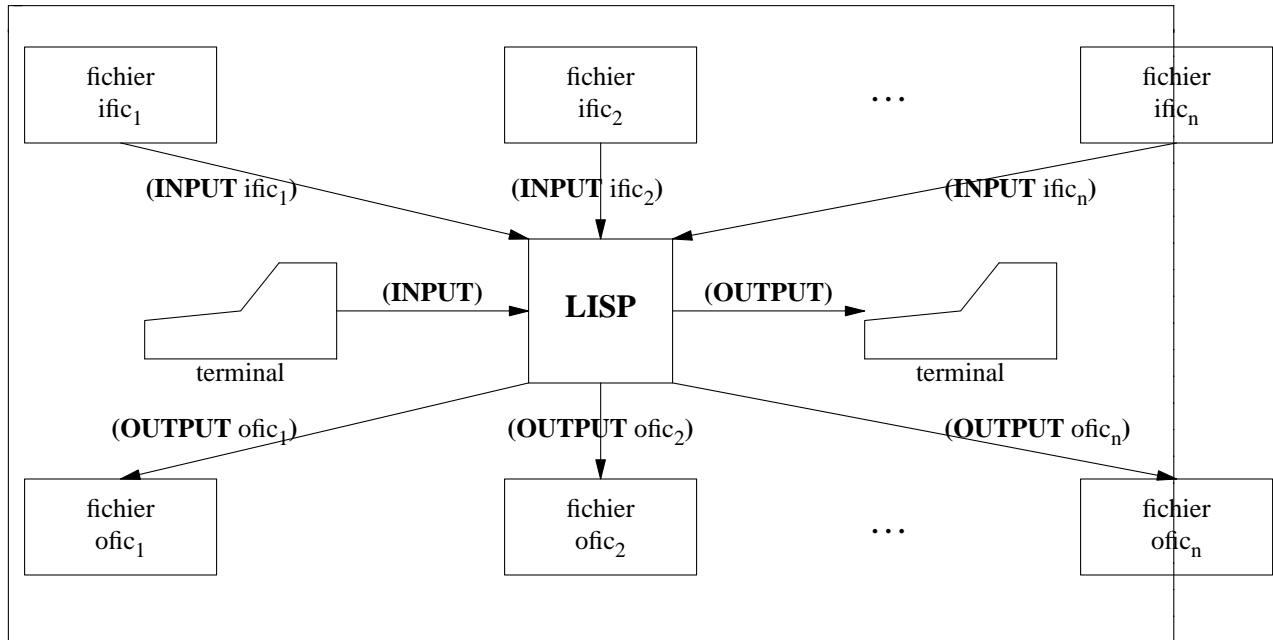 fichier
ific₁
fichier
ific₂
...
fichier
ificₙ
(INPUT ific₁)
(INPUT ific₂)
(INPUT ificₙ)
(INPUT)
LISP
(OUTPUT)
terminal
terminal
(OUTPUT ofic₁)
(OUTPUT ofic₂)
(OUTPUT oficₙ)
fichier
ofic₁
fichier
ofic₂
...
fichier
oficₙ